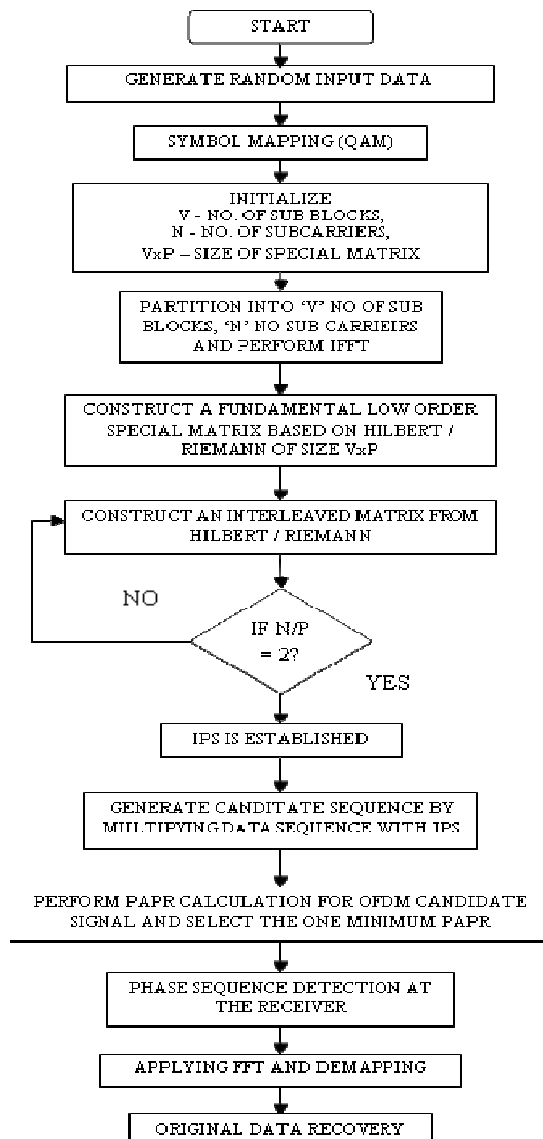 START
GENERATE RANDOM INPUT DATA
SYMBOL MAPPING (QAM)
INITIALIZE
V - NO. OF SUB BLOCKS,
N - NO. OF SUBCARRIERS,
VxP – SIZE OF SPECIAL MATRIX
PARTITION INTO ‘V’ NO OF SUB
BLOCKS, ‘N’ NO SUB CARRIEIRS
AND PERFORM IFFT
CONSTRUCT A FUNDAMENTAL LOW ORDER
SPECIAL MATRIX BASED ON HILBERT /
RIEMANN OF SIZE VxP
CONSTRUCT AN INTERLEAVED MATRIX FROM
HILBERT / RIEMANN
NO
IF N/P
= 2?
YES
IPS IS ESTABLISHED
GENERATE CANDITATE SEQUENCE BY
MULTIPYING DATA SEQUENCE WITH IPS
PERFORM PAPR CALCULATION FOR OFDM CANDIDATE
SIGNAL AND SELECT THE ONE MINIMUM PAPR
PHASE SEQUENCE DETECTION AT
THE RECEIVER
APPLYING FFT AND DEMAPPING
ORIGINAL DATA RECOVERY